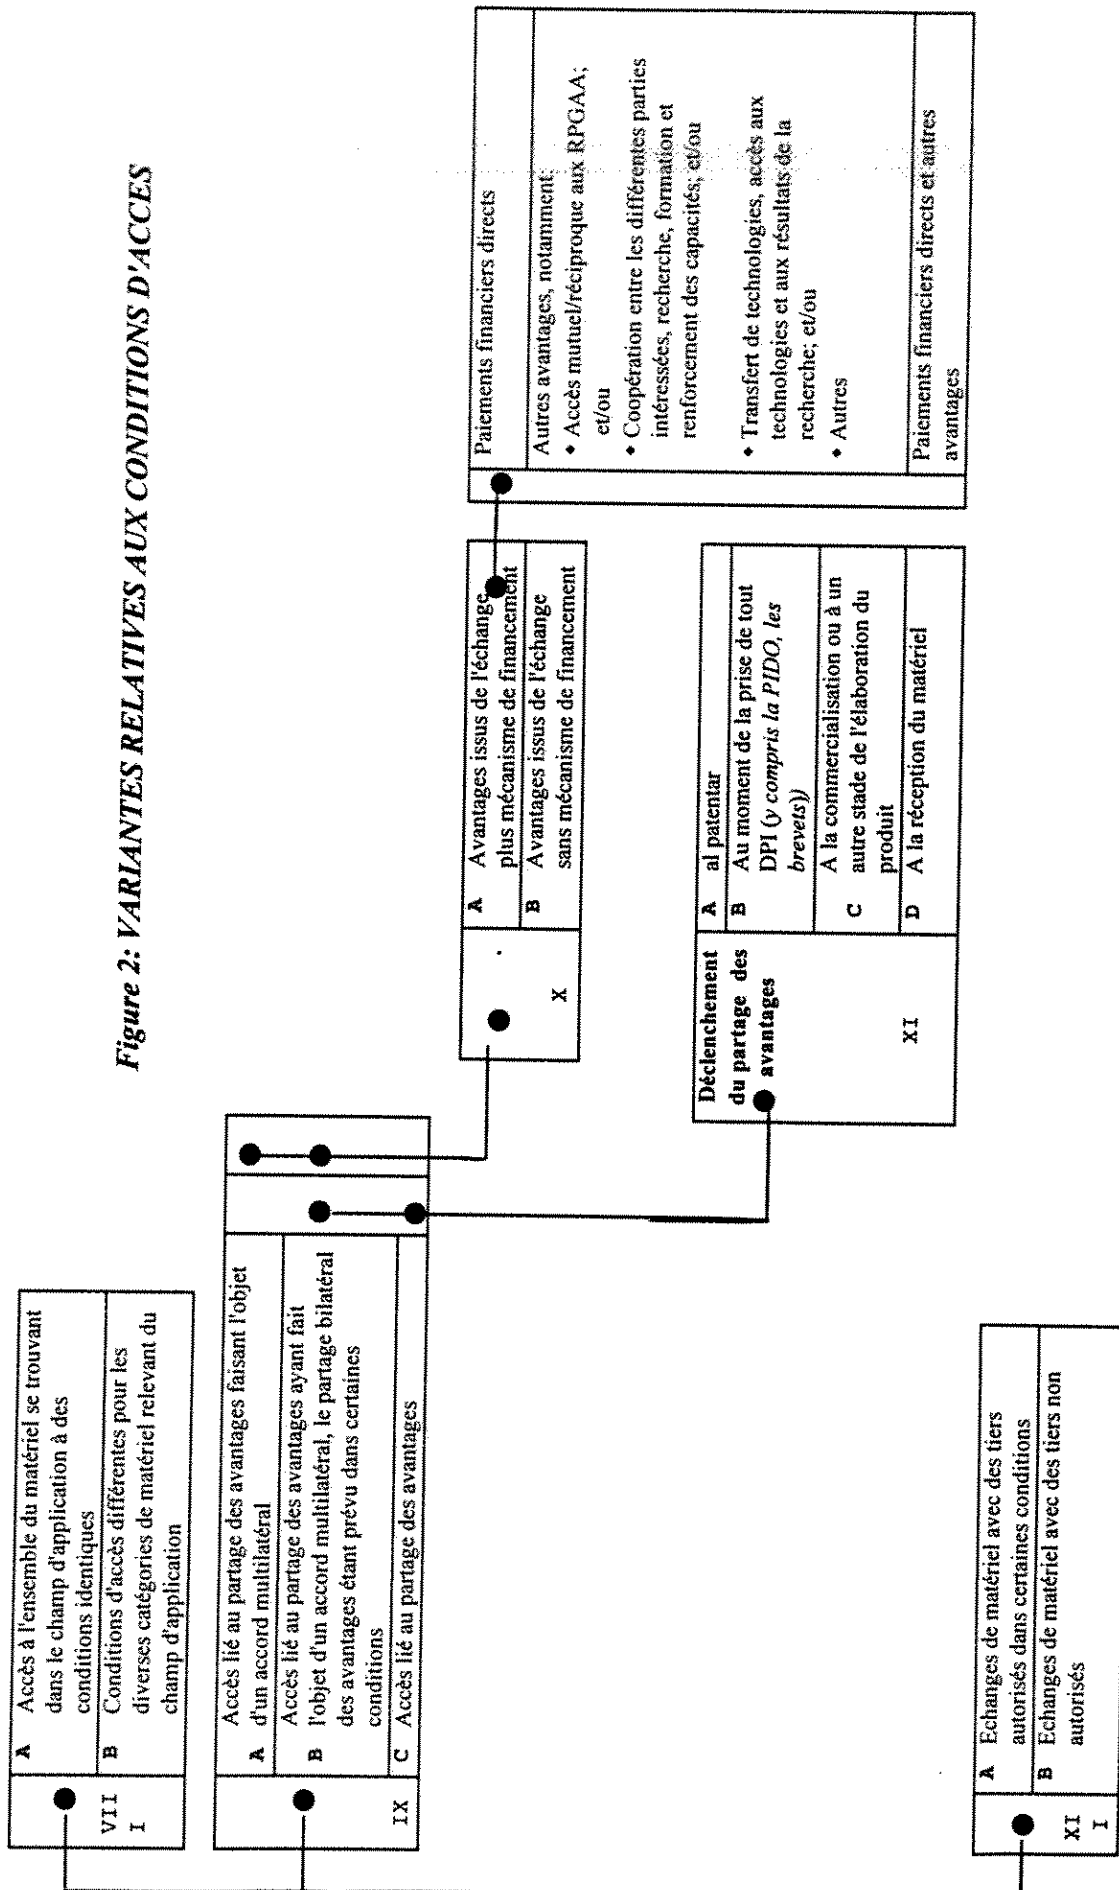 Figure 2: VARIANTES RELATIVES AUX CONDITIONS D'ACCES
VII
I
A Accès à l'ensemble du matériel se trouvant
dans le champ d'application à des
conditions identiques
B Conditions d'accès différentes pour les
diverses catégories de matériel relevant du
champ d'application
IX
A Accès lié au partage des avantages faisant l'objet
d'un accord multilatéral
B Accès lié au partage des avantages ayant fait
l'objet d'un accord multilatéral, le partage bilatéral
des avantages étant prévu dans certaines
conditions
C Accès lié au partage des avantages
X
A Avantages issus de l'échange
plus mécanisme de financement
B Avantages issus de l'échange
sans mécanisme de financement
Paiements financiers directs
Autres avantages, notamment:
♦ Accès mutuel/réciproque aux RPGAA;
et/ou
♦ Coopération entre les différentes parties
intéressées, recherche, formation et
renforcement des capacités; et/ou
♦ Transfert de technologies, accès aux
technologies et aux résultats de la
recherche; et/ou
♦ Autres
Paiements financiers directs et autres
avantages
Déclenchement
du partage des
avantages
XI
A al patentar
B Au moment de la prise de tout
DPI (y compris la PIDO, les
brevets))
C A la commercialisation ou à un
autre stade de l'élaboration du
produit
D A la réception du matériel
XI
I
A Echanges de matériel avec des tiers
autorisés dans certaines conditions
B Echanges de matériel avec des tiers non
autorisés